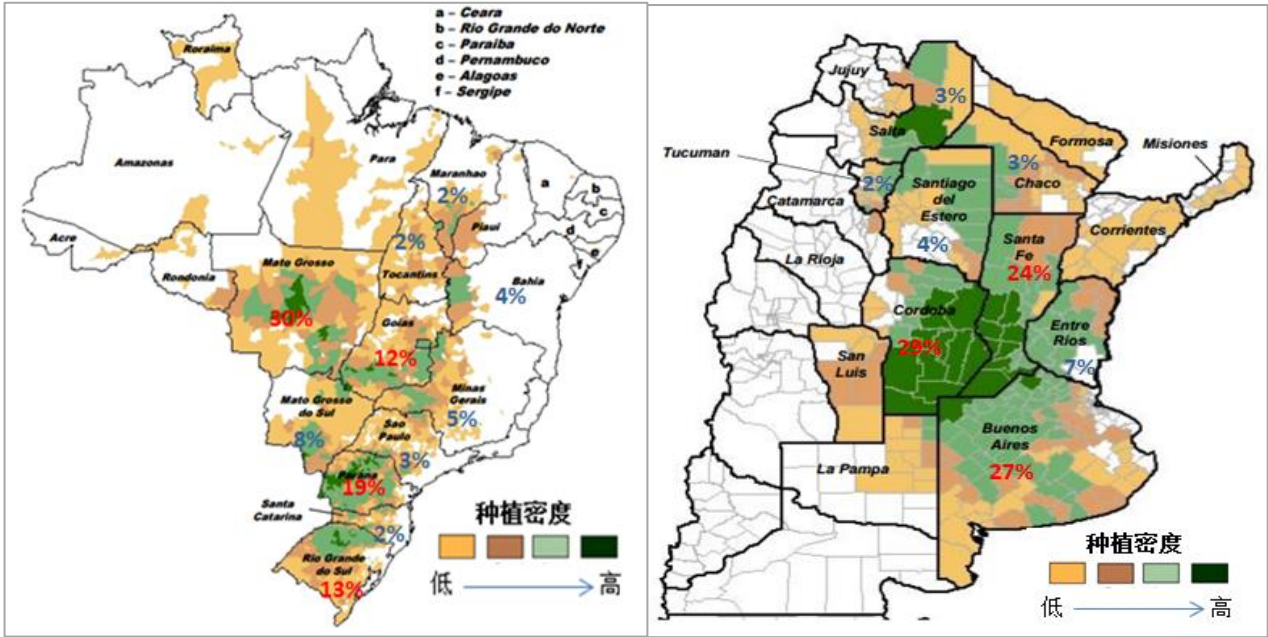 a – Ceara
b – Rio Grande do Norte
c – Paraiba
d – Pernambuco
e – Alagoas
f – Sergipe
Roraima
Amazonas
Para
Maranhao
2%
a
b
c
d
e
f
Piaui
Acre
Rondonia
Mato Grosso
30%
2%
Tocantins
Bahia
4%
Goias
12%
Minas
Gerais
5%
Mato Grosso
do Sul
8%
Sao
Paulo
3%
Parana
19%
Santa
Catarina
2%
Rio Grande
do Sul
13%
种植密度
低
高
Jujuy
3%
Salta
Formosa
Misiones
Tucuman
2%
3%
Chaco
Catamarca
Santiago
del
Estero
4%
Corrientes
Santa
Fe
24%
La Rioja
Cordoba
29%
Entre
Rios
7%
San
Luis
Buenos
Aires
27%
La Pampa
种植密度
低
高